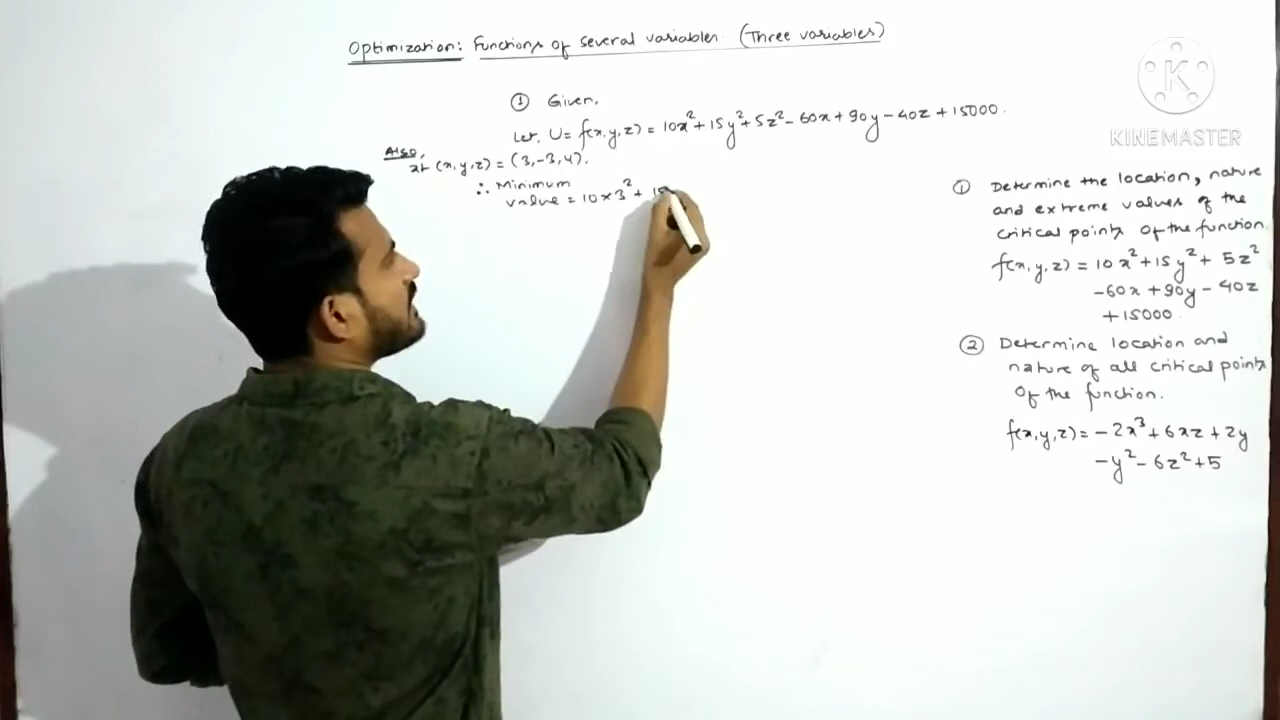 Optimization: Functions of several variables. (Three variables)
① Given,
Let, U = f(x,y,z) = 10x²+15y²+5z²-60x+90y-40z+15000.
Also,
at (x,y,z) = (3,-3,4).
∴ Minimum
value = 10×3² + 15
KINEMASTER
① Determine the location, nature
and extreme values of the
critical points of the function.
f(x,y,z) = 10x²+15y²+ 5z²
-60x+90y-40z
+15000.
② Determine location and
nature of all critical points
of the function.
f(x,y,z)= -2x³+6xz+2y
-y²-6z²+5